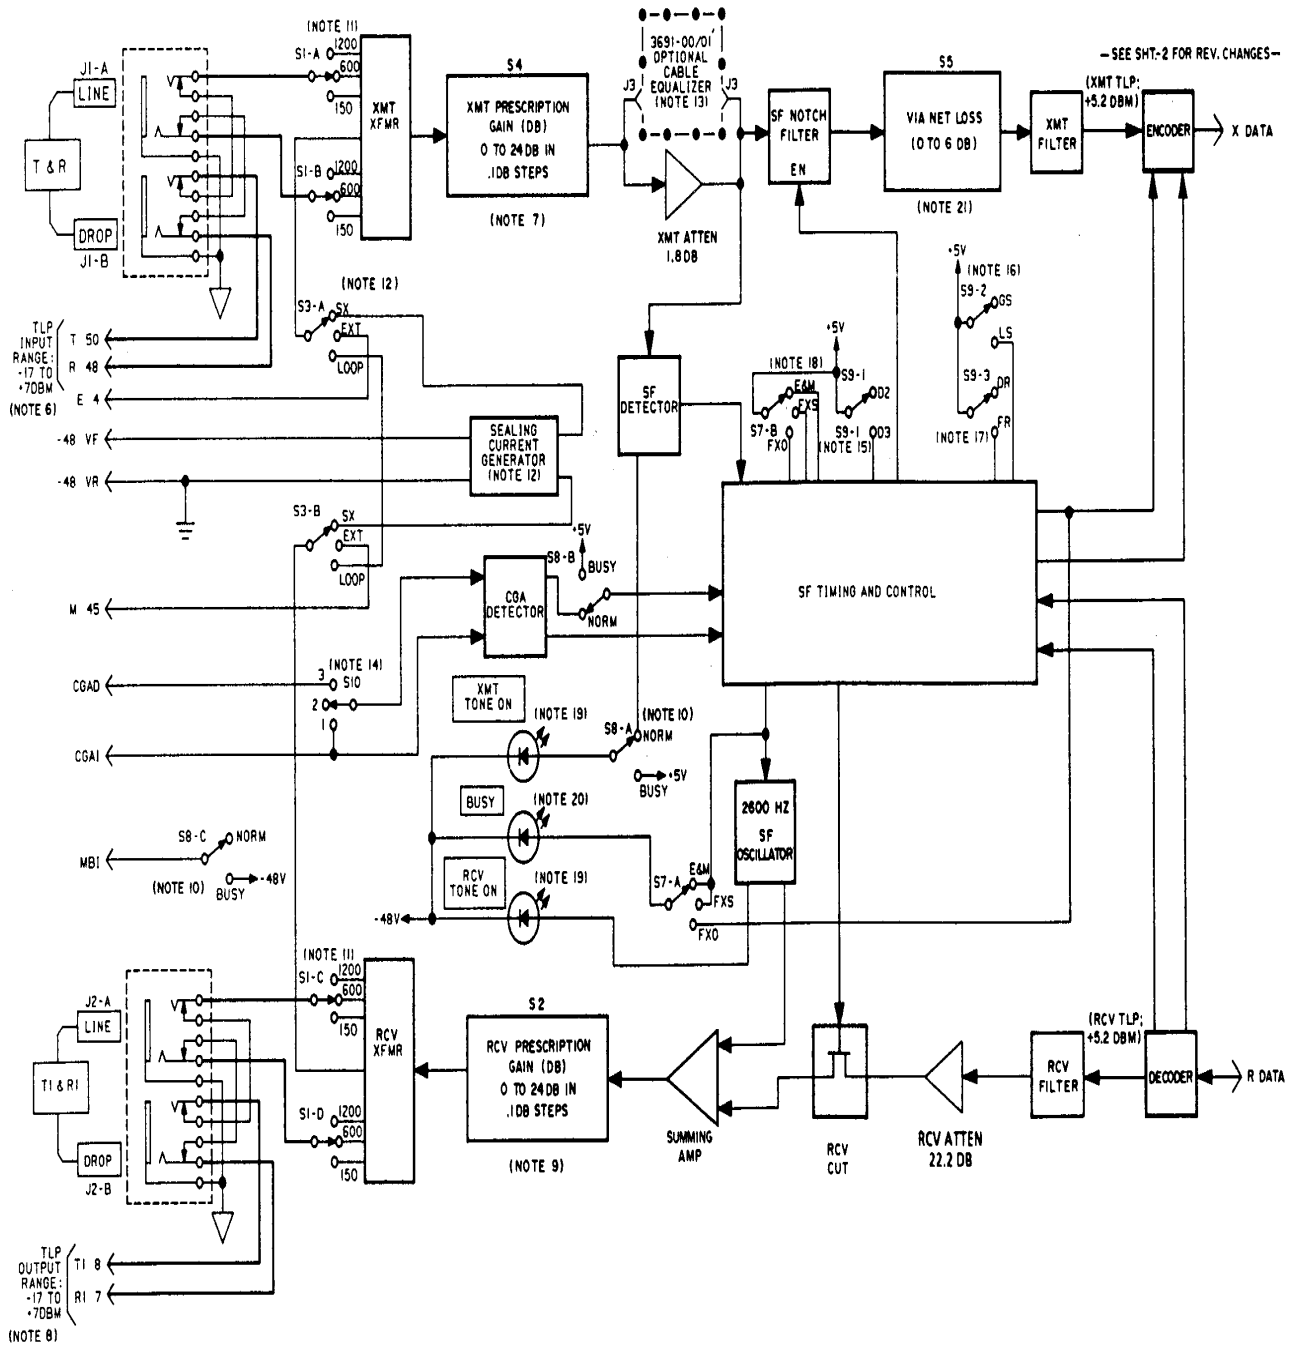 —SEE SHT.-2 FOR REV. CHANGES—
(NOTE 11)
S1-A
1200
600
150
XMT
XFMR
S1-B
1200
600
150
J1-A
LINE
T & R
DROP
J1-B
S4
XMT PRESCRIPTION
GAIN (DB)
0 TO 24DB IN
.1DB STEPS
(NOTE 7)
3691-00/01
OPTIONAL
CABLE
EQUALIZER
(NOTE 13)
J3
J3
XMT ATTEN
1.8DB
SF NOTCH
FILTER
EN
S5
VIA NET LOSS
(0 TO 6 DB)
(NOTE 21)
XMT
FILTER
(XMT TLP;
+5.2 DBM)
ENCODER
X DATA
TLP
INPUT
RANGE:
-17 TO
+7DBM
(NOTE 6)
T 50
R 48
E 4
-48 VF
-48 VR
M 45
CGAD
CGAI
MBI
(NOTE 12)
S3-A
SX
EXT
LOOP
SEALING
CURRENT
GENERATOR
(NOTE 12)
S3-B
SX
EXT
LOOP
SF
DETECTOR
+5V
(NOTE 18)
E&M
FXS
S7-B
FXO
S9-1
D2
S9-1
D3
(NOTE 15)
+5V
(NOTE 16)
S9-2
GS
LS
S9-3
DR
FR
(NOTE 17)
+5V
S8-B
BUSY
NORM
CGA
DETECTOR
SF TIMING AND CONTROL
(NOTE 14)
3
S10
2
1
XMT
TONE ON
(NOTE 19)
S8-A
(NOTE 10)
NORM
+5V
BUSY
BUSY
(NOTE 20)
2600 HZ
SF
OSCILLATOR
S8-C
NORM
(NOTE 10)
BUSY
-48V
RCV
TONE ON
(NOTE 19)
S7-A
E&M
FXS
FXO
-48V
(NOTE 11)
S1-C
1200
600
150
RCV
XFMR
S1-D
1200
600
150
J2-A
LINE
T1 & R1
DROP
J2-B
S2
RCV PRESCRIPTION
GAIN (DB)
0 TO 24DB IN
.1DB STEPS
(NOTE 9)
SUMMING
AMP
RCV
CUT
RCV ATTEN
22.2 DB
RCV
FILTER
(RCV TLP;
+5.2 DBM)
DECODER
R DATA
TLP
OUTPUT
RANGE:
-17 TO
+7DBM
(NOTE 8)
T1 8
R1 7